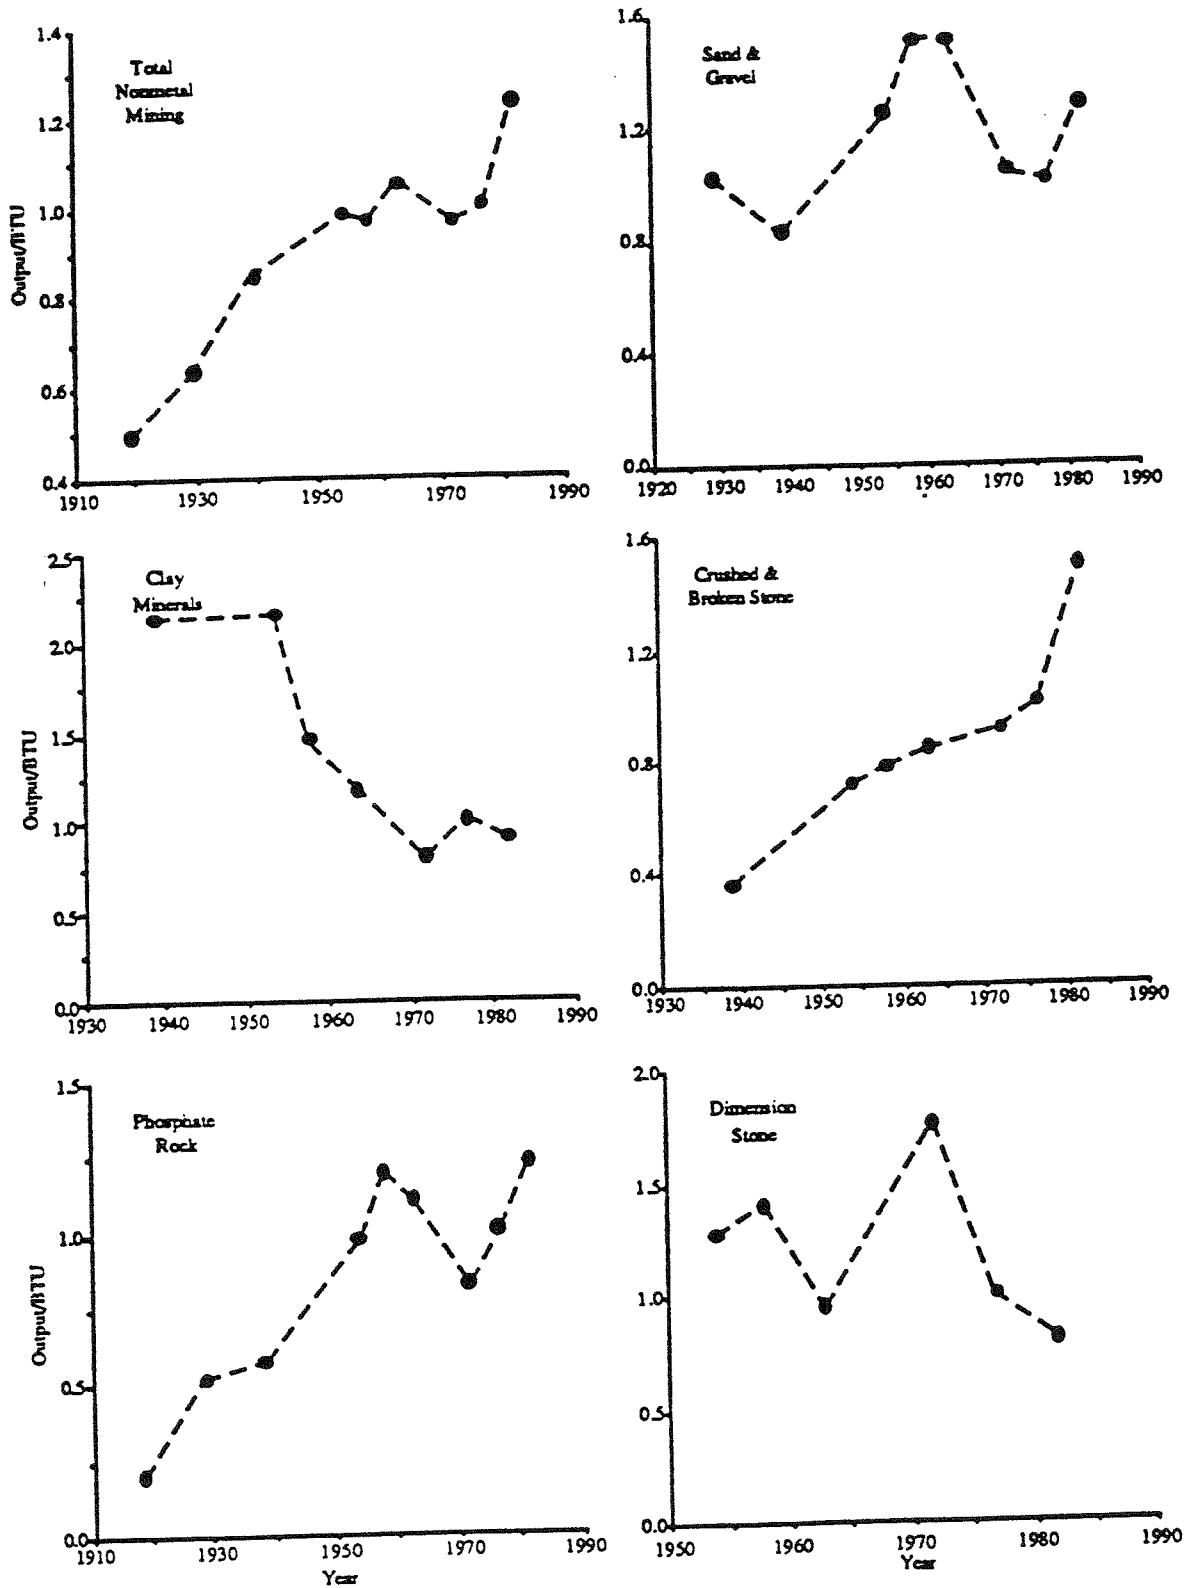 Total
Nonmetal
Mining
Output/BTU
1.4
1.2
1.0
0.8
0.6
0.4
1910 1930 1950 1970 1990
Sand &
Gravel
1.6
1.2
0.8
0.4
0.0
1920 1930 1940 1950 1960 1970 1980 1990
Clay
Minerals
Output/BTU
2.5
2.0
1.5
1.0
0.5
0.0
1930 1940 1950 1960 1970 1980 1990
Crushed &
Broken Stone
1.6
1.2
0.8
0.4
0.0
1930 1940 1950 1960 1970 1980 1990
Phosphate
Rock
Output/BTU
1.5
1.0
0.5
0.0
1910 1930 1950 1970 1990
Year
Dimension
Stone
2.0
1.5
1.0
0.5
0.0
1950 1960 1970 1980 1990
Year